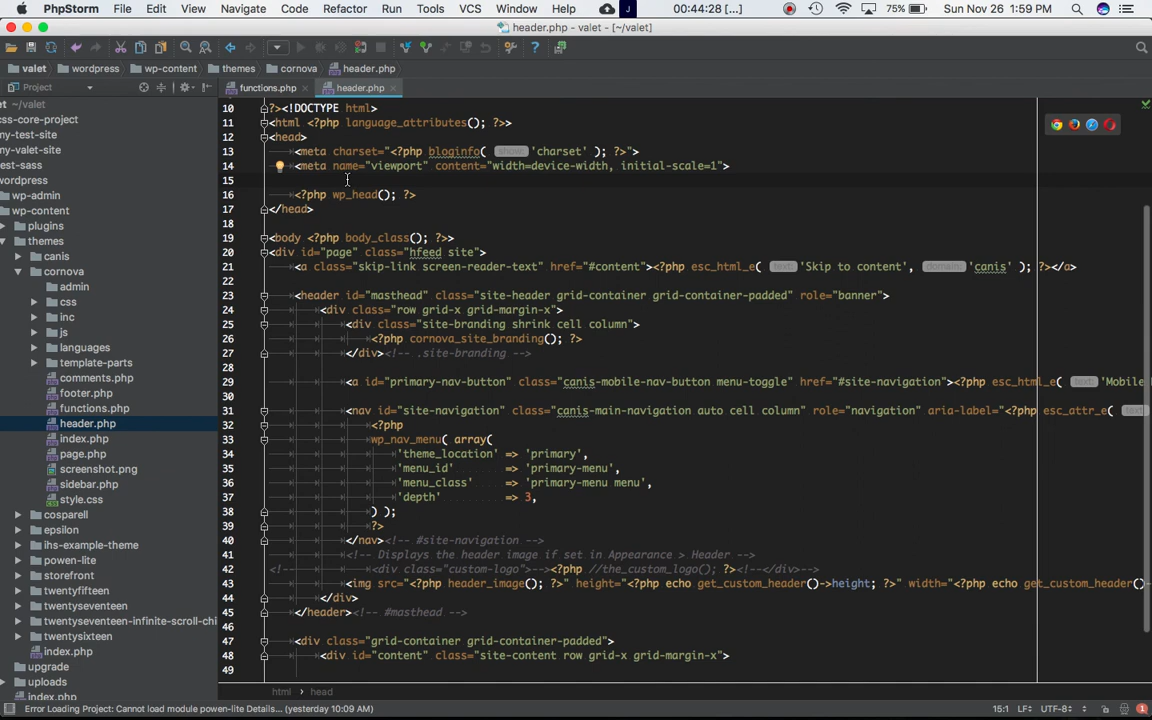 PhpStorm File Edit View Navigate Code Refactor Run Tools VCS Window Help J 00:44:28 [...] 75% Sun Nov 26 1:59 PM
header.php - valet - [~/valet]
valet wordpress wp-content themes cornova header.php
Project functions.php header.php
et ~/valet
css-core-project
my-test-site
my-valet-site
test-sass
wordpress
wp-admin
wp-content
plugins
themes
canis
cornova
admin
css
inc
js
languages
template-parts
comments.php
footer.php
functions.php
header.php
index.php
page.php
screenshot.png
sidebar.php
style.css
cosparell
epsilon
ihs-example-theme
power-lite
storefront
twentyfifteen
twentyseventeen
twentyseventeen-infinite-scroll-chi
twentysixteen
index.php
upgrade
uploads
index.php
10 ?><!DOCTYPE html>
11 <html <?php language_attributes(); ?>>
12 <head>
13 <meta charset="<?php bloginfo( show: 'charset' ); ?>">
14 <meta name="viewport" content="width=device-width, initial-scale=1">
15
16 <?php wp_head(); ?>
17 </head>
18
19 <body <?php body_class(); ?>>
20 <div id="page" class="hfeed site">
21 <a class="skip-link screen-reader-text" href="#content"><?php esc_html_e( text: 'Skip to content', domain: 'canis' ); ?></a>
22
23 <header id="masthead" class="site-header grid-container grid-container-padded" role="banner">
24 <div class="row grid-x grid-margin-x">
25 <div class="site-branding shrink cell column">
26 <?php cornova_site_branding(); ?>
27 </div><!-- .site-branding -->
28
29 <a id="primary-nav-button" class="canis-mobile-nav-button menu-toggle" href="#site-navigation"><?php esc_html_e( text: 'Mobile
30
31 <nav id="site-navigation" class="canis-main-navigation auto cell column" role="navigation" aria-label="<?php esc_attr_e( text
32 <?php
33 wp_nav_menu( array(
34 'theme_location' => 'primary',
35 'menu_id' => 'primary-menu',
36 'menu_class' => 'primary-menu menu',
37 'depth' => 3,
38 ) );
39 ?>
40 </nav><!-- #site-navigation -->
41 <!-- Displays the header image if set in Appearance > Header -->
42 <!-- <div class="custom-logo">--><?php //the_custom_logo(); ?><!--</div>-->
43 <img src="<?php header_image(); ?>" height="<?php echo get_custom_header()->height; ?>" width="<?php echo get_custom_header()-
44 </div>
45 </header><!-- #masthead -->
46
47 <div class="grid-container grid-container-padded">
48 <div id="content" class="site-content row grid-x grid-margin-x">
49
html head
Error Loading Project: Cannot load module power-lite Details... (yesterday 10:09 AM) 15:1 LF÷ UTF-8÷ 1